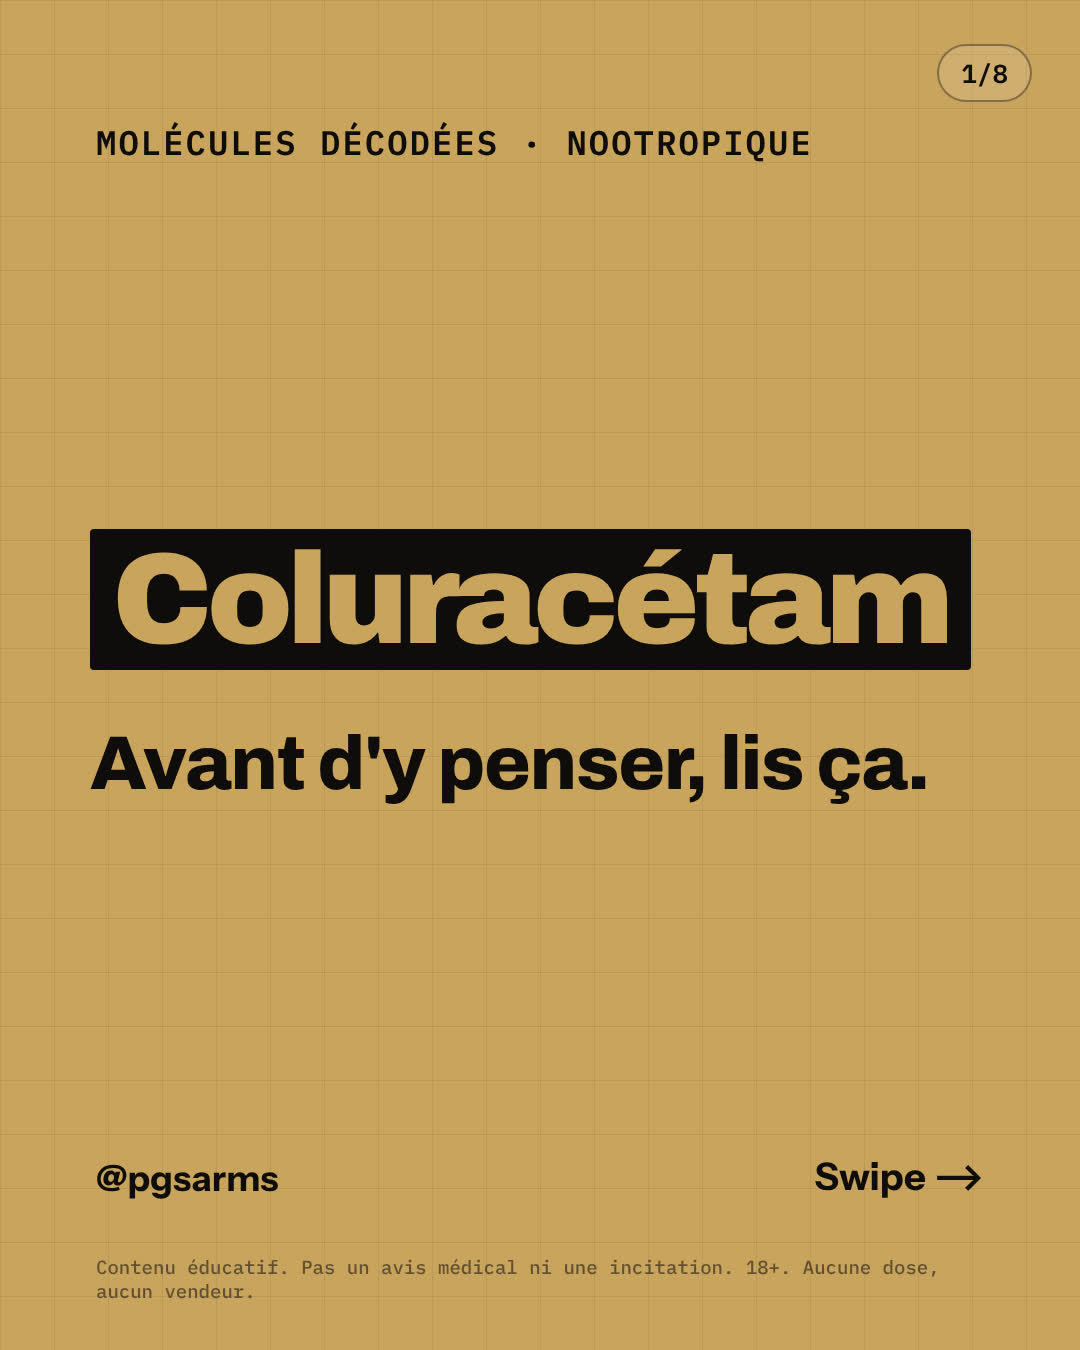 1/8
MOLÉCULES DÉCODÉES · NOOTROPIQUE
Coluracétam
Avant d'y penser, lis ça.
@pgsarms
Swipe →
Contenu éducatif. Pas un avis médical ni une incitation. 18+. Aucune dose,
aucun vendeur.